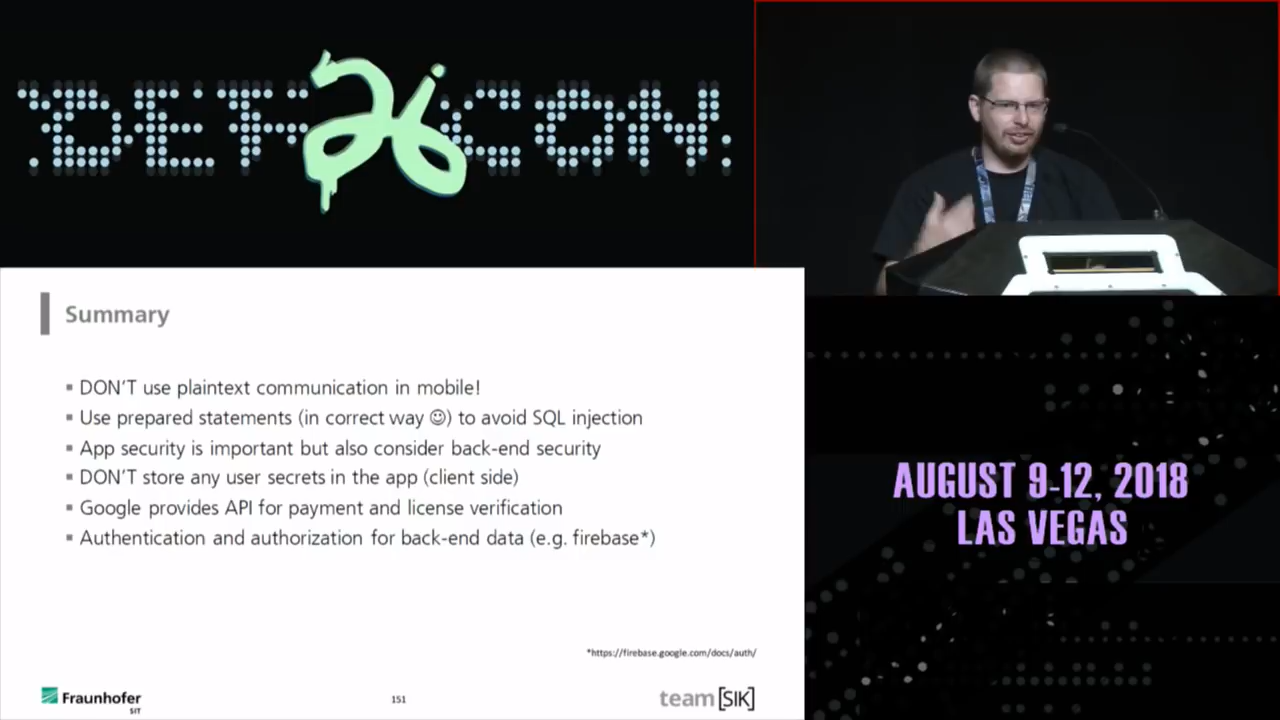 DEF 26 CON
Summary
▪ DON'T use plaintext communication in mobile!
▪ Use prepared statements (in correct way ☺) to avoid SQL injection
▪ App security is important but also consider back-end security
▪ DON'T store any user secrets in the app (client side)
▪ Google provides API for payment and license verification
▪ Authentication and authorization for back-end data (e.g. firebase*)
*https://firebase.google.com/docs/auth/
Fraunhofer
SIT
151
team[SIK]
AUGUST 9-12, 2018
LAS VEGAS